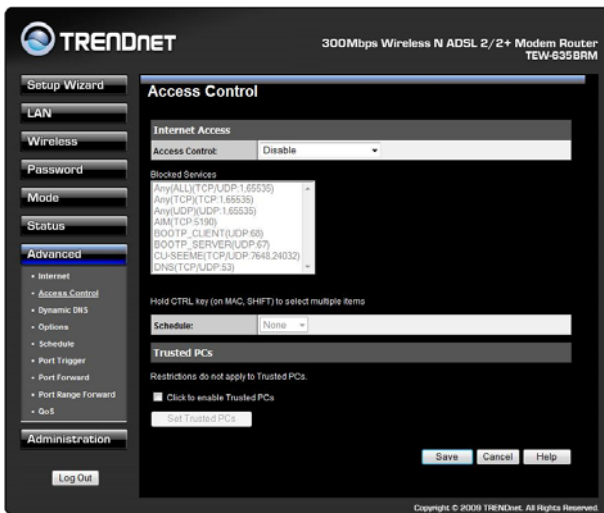 TRENDNET
300Mbps Wireless N ADSL 2/2+ Modem Router
TEW-635BRM
Setup Wizard
LAN
Wireless
Password
Mode
Status
Advanced
• Internet
• Access Control
• Dynamic DNS
• Options
• Schedule
• Port Trigger
• Port Forward
• Port Range Forward
• QoS
Administration
Log Out
Access Control
Internet Access
Access Control: Disable
Blocked Services
Any(ALL)(TCP/UDP:1,65535)
Any(TCP)(TCP:1,65535)
Any(UDP)(UDP:1,65535)
AIM(TCP:5190)
BOOTP_CLIENT(UDP:68)
BOOTP_SERVER(UDP:67)
CU-SEEME(TCP/UDP:7648,24032)
DNS(TCP/UDP:53)
Hold CTRL key (on MAC, SHIFT) to select multiple items
Schedule: None
Trusted PCs
Restrictions do not apply to Trusted PCs.
Click to enable Trusted PCs
Set Trusted PCs
Save Cancel Help
Copyright © 2009 TRENDnet. All Rights Reserved.